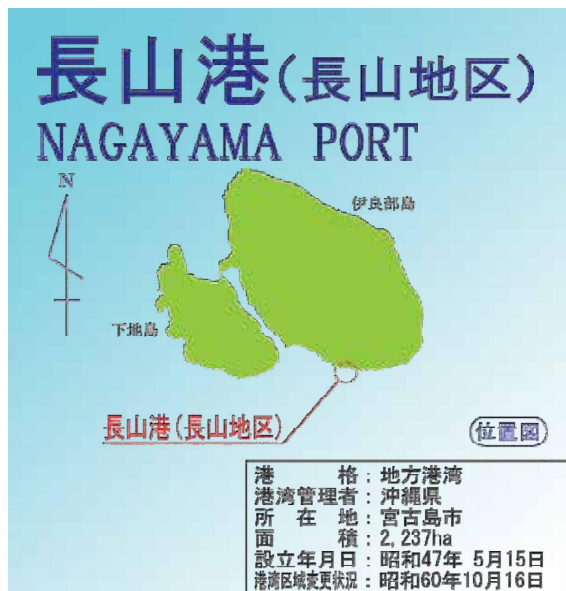 長山港(長山地区)
NAGAYAMA PORT
N
伊良部島
下地島
長山港(長山地区)
位置図
港格:地方港湾
港湾管理者:沖縄県
所在地:宮古島市
面積:2,237ha
設立年月日:昭和47年 5月15日
港湾区域変更状況:昭和60年10月16日